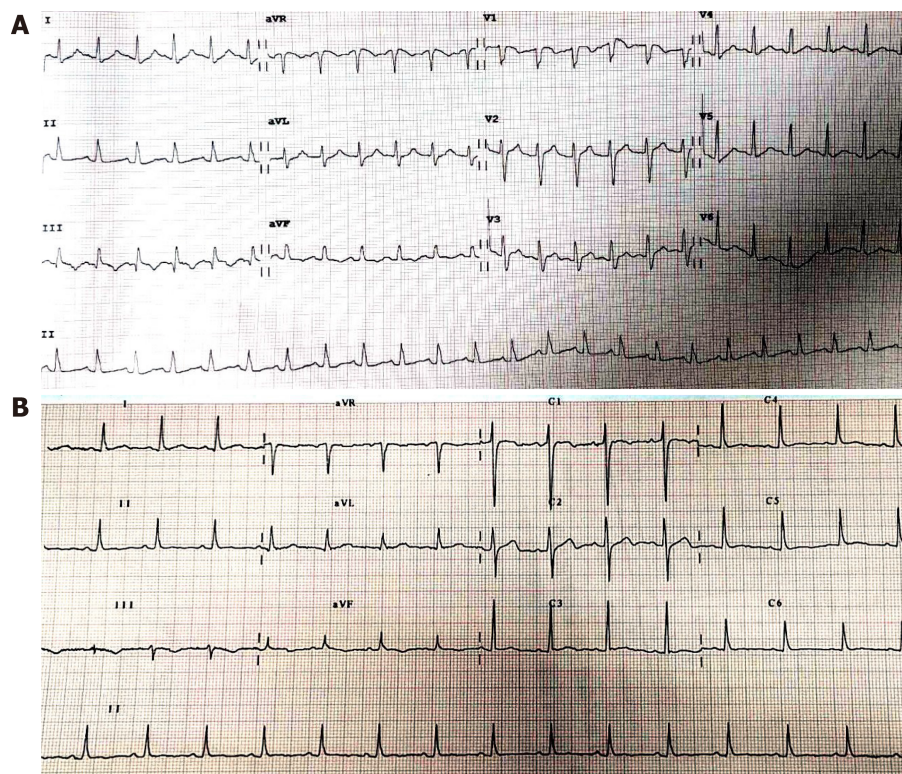 A
I aVR V1 V4
II aVL V2 V5
III aVF V3 V6
II
B
I aVR C1 C4
II aVL C2 C5
III aVF C3 C6
II